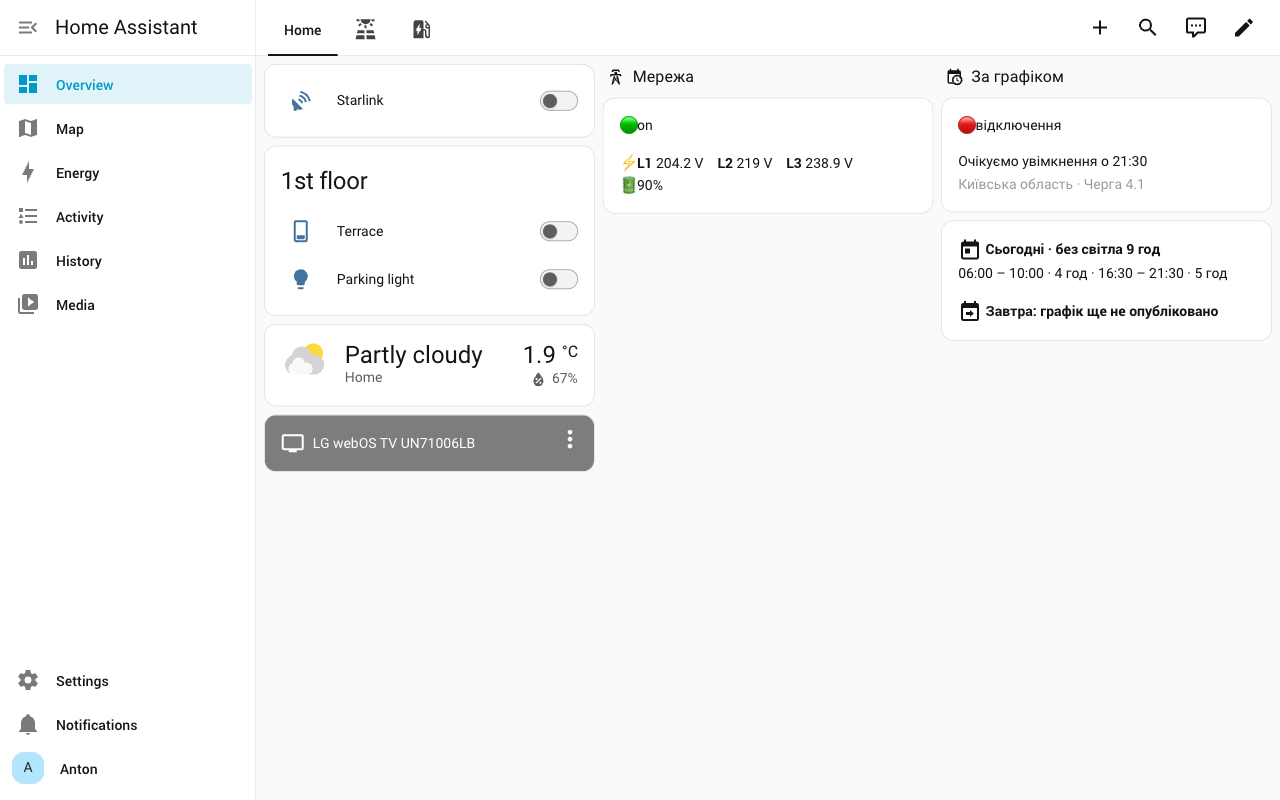 Home Assistant
Overview
Map
Energy
Activity
History
Media
Settings
Notifications
A Anton
Home
Starlink
1st floor
Terrace
Parking light
Partly cloudy 1.9 °C
Home 67%
LG webOS TV UN71006LB
Мережа
on
L1 204.2 V L2 219 V L3 238.9 V
90%
За графіком
відключення
Очікуємо увімкнення о 21:30
Київська область · Черга 4.1
Сьогодні · без світла 9 год
06:00 – 10:00 · 4 год · 16:30 – 21:30 · 5 год
Завтра: графік ще не опубліковано